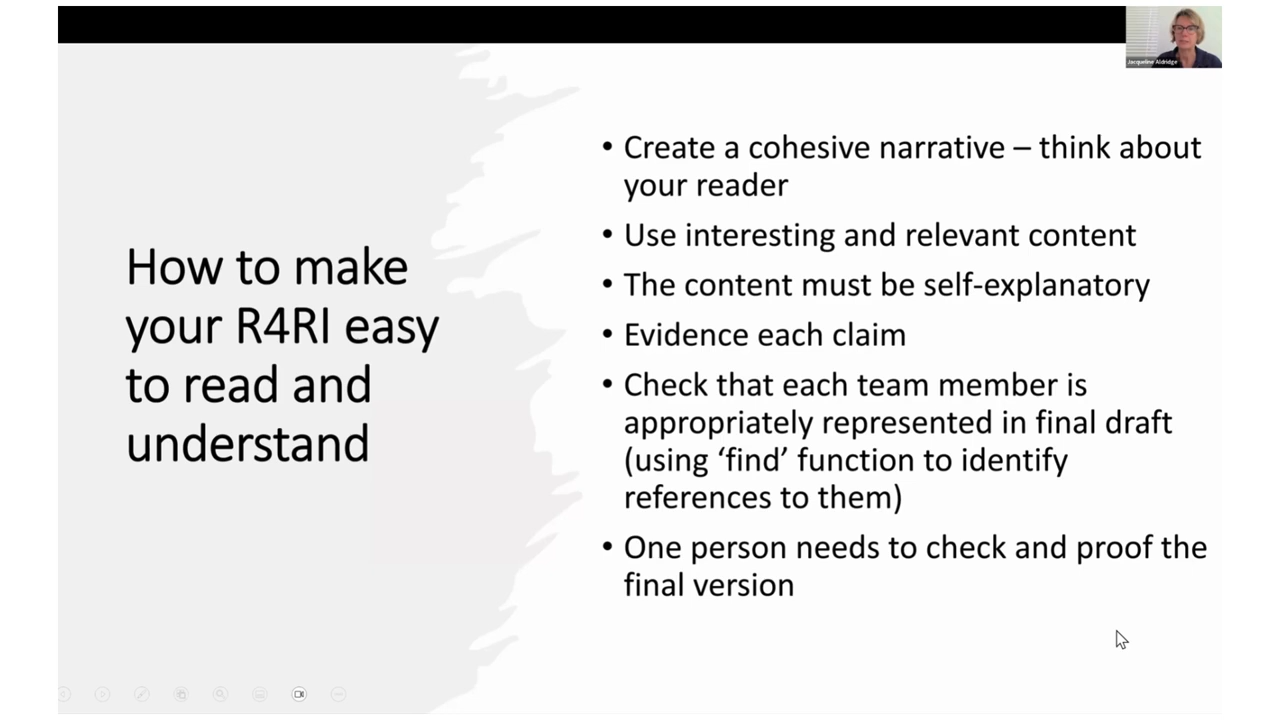 Jacqueline Aldridge
How to make
your R4RI easy
to read and
understand
• Create a cohesive narrative – think about
your reader
• Use interesting and relevant content
• The content must be self-explanatory
• Evidence each claim
• Check that each team member is
appropriately represented in final draft
(using ‘find’ function to identify
references to them)
• One person needs to check and proof the
final version